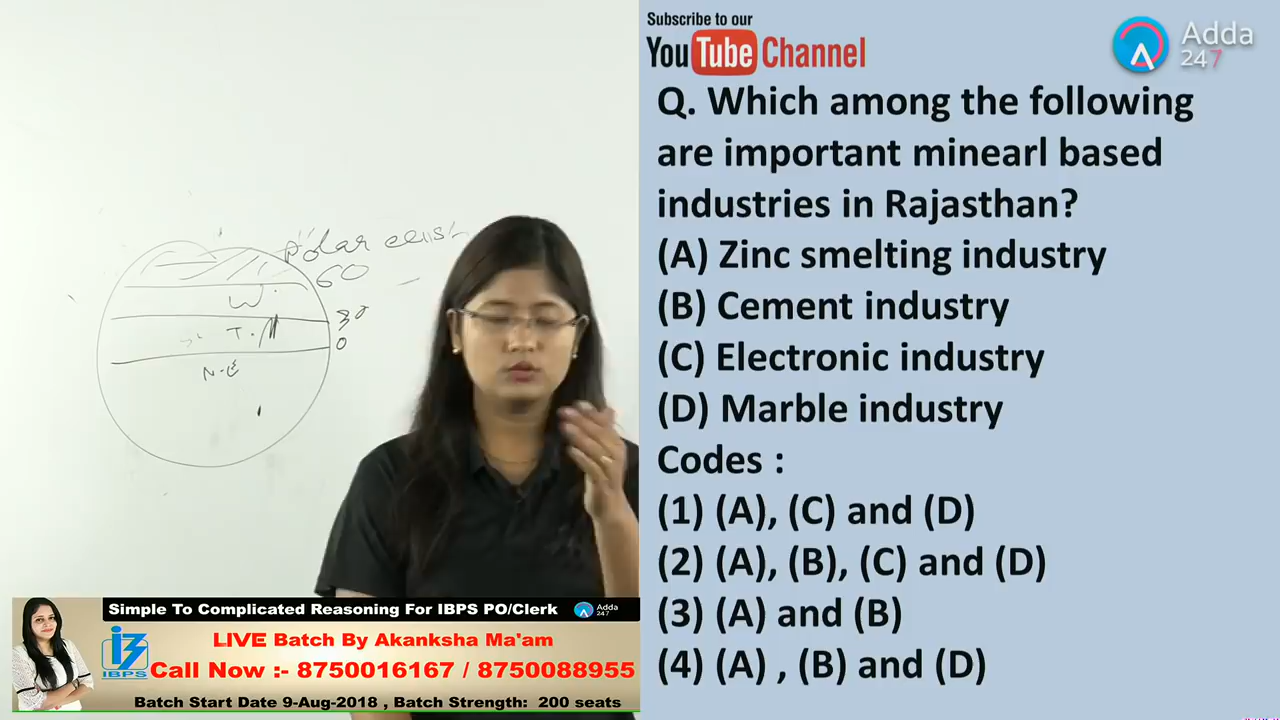 Subscribe to our
YouTube Channel
Adda
247
Q. Which among the following
are important minearl based
industries in Rajasthan?
(A) Zinc smelting industry
(B) Cement industry
(C) Electronic industry
(D) Marble industry
Codes :
(1) (A), (C) and (D)
(2) (A), (B), (C) and (D)
(3) (A) and (B)
(4) (A) , (B) and (D)
Polar
60
W.
30
T.
0
N.E
Simple To Complicated Reasoning For IBPS PO/Clerk
Adda
247
LIVE Batch By Akanksha Ma'am
IBPS
Call Now :- 8750016167 / 8750088955
Batch Start Date 9-Aug-2018 , Batch Strength: 200 seats